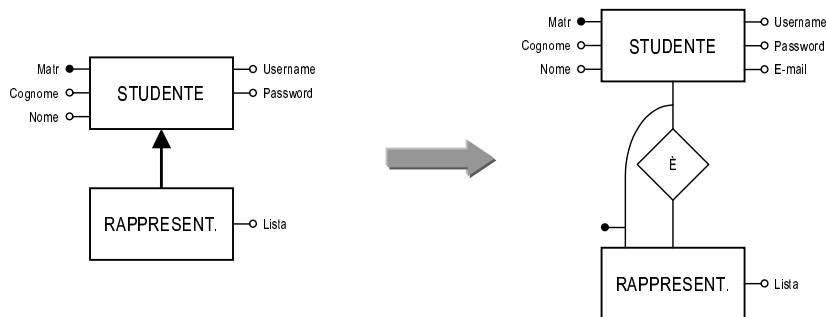 Matr
Cognome
Nome
STUDENTE
Username
Password
RAPPRESENT.
Lista
Matr
Cognome
Nome
STUDENTE
Username
Password
E-mail
È
RAPPRESENT.
Lista